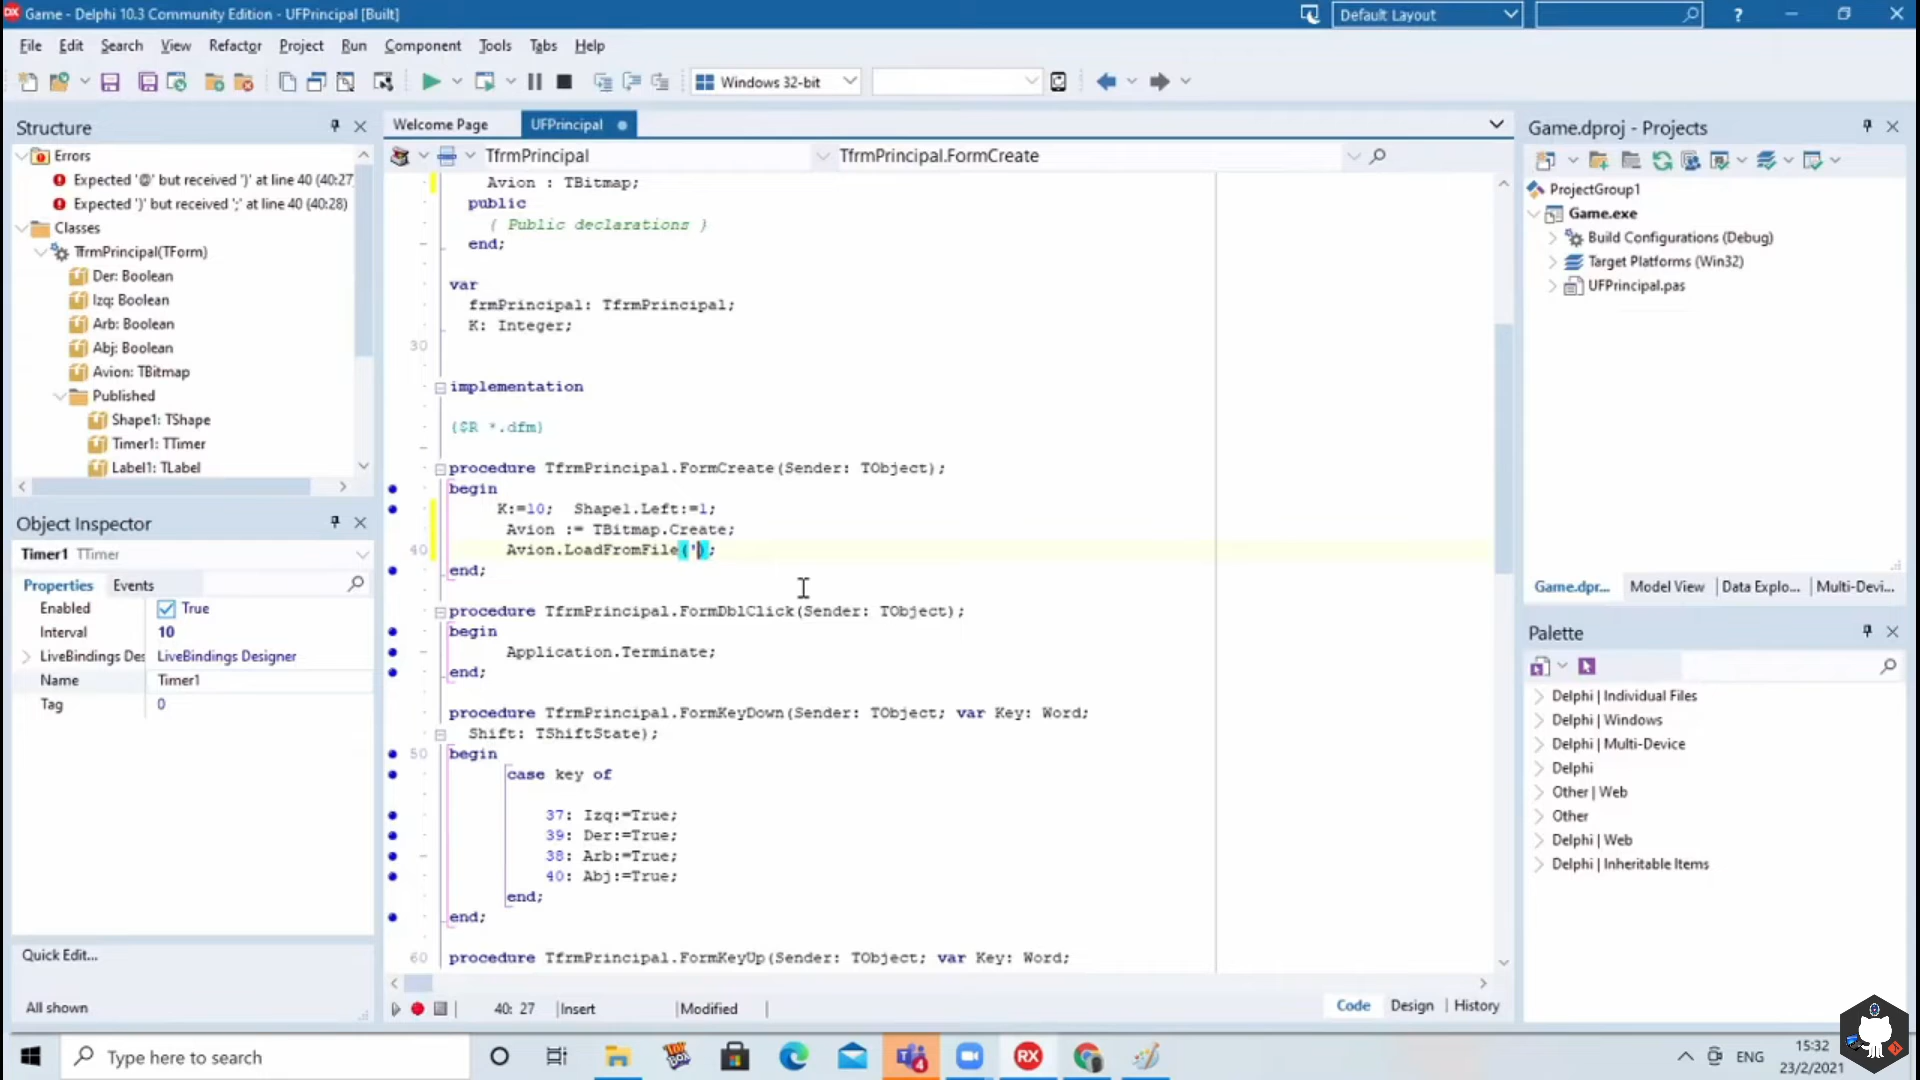 Game - Delphi 10.3 Community Edition - UFPrincipal [Built]
Default Layout
?
File Edit Search View Refactor Project Run Component Tools Tabs Help
Windows 32-bit
Structure
Errors
Expected '@' but received ')' at line 40 (40:27
Expected ')' but received ';' at line 40 (40:28)
Classes
TfrmPrincipal(TForm)
Der: Boolean
Izq: Boolean
Arb: Boolean
Abj: Boolean
Avion: TBitmap
Published
Shape1: TShape
Timer1: TTimer
Label1: TLabel
Object Inspector
Timer1 TTimer
Properties Events
Enabled True
Interval 10
LiveBindings Des LiveBindings Designer
Name Timer1
Tag 0
Quick Edit...
All shown
Welcome Page UFPrincipal
TfrmPrincipal TfrmPrincipal.FormCreate
Avion : TBitmap;
public
{ Public declarations }
end;
var
frmPrincipal: TfrmPrincipal;
K: Integer;
30
implementation
{$R *.dfm}
procedure TfrmPrincipal.FormCreate(Sender: TObject);
begin
K:=10; Shape1.Left:=1;
Avion := TBitmap.Create;
40 Avion.LoadFromFile(');
end;
procedure TfrmPrincipal.FormDblClick(Sender: TObject);
begin
Application.Terminate;
end;
procedure TfrmPrincipal.FormKeyDown(Sender: TObject; var Key: Word;
Shift: TShiftState);
50 begin
case key of
37: Izq:=True;
39: Der:=True;
38: Arb:=True;
40: Abj:=True;
end;
end;
60 procedure TfrmPrincipal.FormKeyUp(Sender: TObject; var Key: Word;
40: 27 Insert Modified
Code Design History
Game.dproj - Projects
ProjectGroup1
Game.exe
Build Configurations (Debug)
Target Platforms (Win32)
UFPrincipal.pas
Game.dpr... Model View Data Explo... Multi-Devi...
Palette
Delphi | Individual Files
Delphi | Windows
Delphi | Multi-Device
Delphi
Other | Web
Other
Delphi | Web
Delphi | Inheritable Items
Type here to search
4
RX
ENG
15:32
23/2/2021